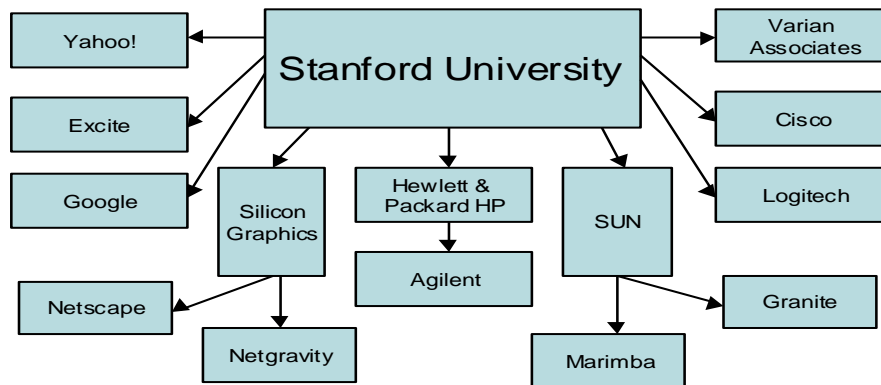 Yahoo!
Stanford University
Varian
Associates
Excite
Cisco
Google
Silicon
Graphics
Hewlett &
Packard HP
SUN
Logitech
Agilent
Netscape
Granite
Netgravity
Marimba